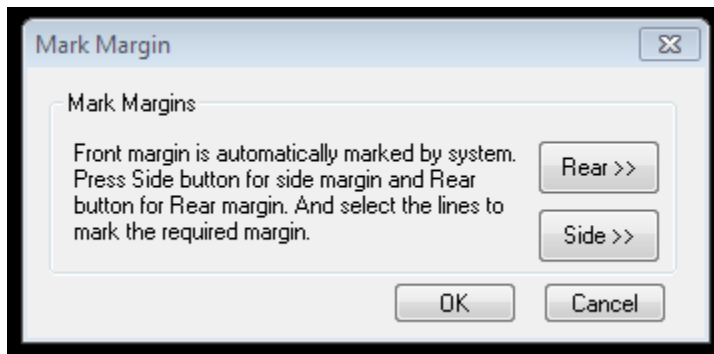 Mark Margin
Mark Margins
Front margin is automatically marked by system.
Press Side button for side margin and Rear
button for Rear margin. And select the lines to
mark the required margin.
Rear >>
Side >>
OK
Cancel